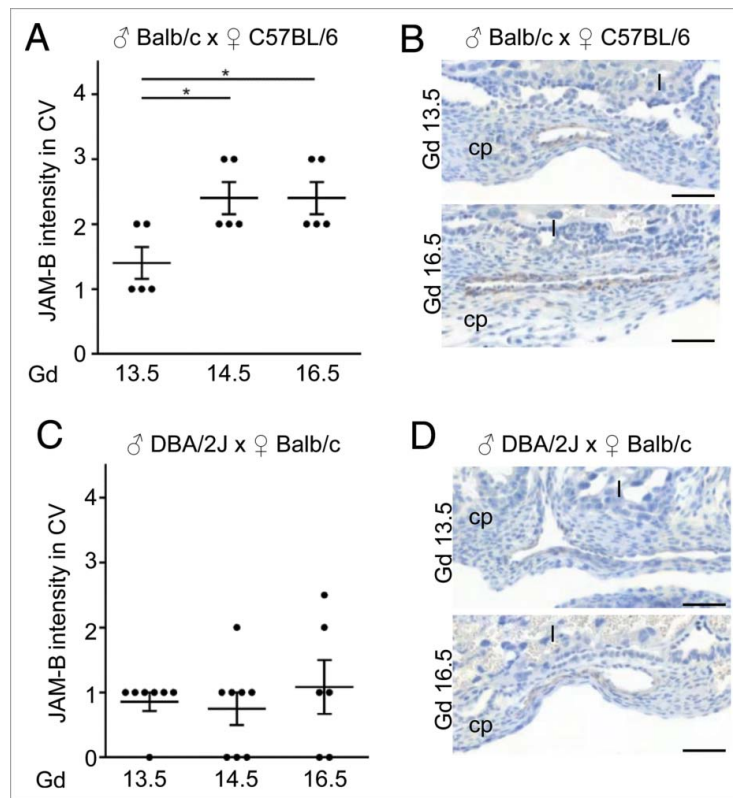 A
♂ Balb/c x ♀ C57BL/6
JAM-B intensity in CV
4
3
2
1
0
*
*
Gd 13.5 14.5 16.5
B
♂ Balb/c x ♀ C57BL/6
Gd 13.5
l
cp
Gd 16.5
l
cp
C
♂ DBA/2J x ♀ Balb/c
JAM-B intensity in CV
4
3
2
1
0
Gd 13.5 14.5 16.5
D
♂ DBA/2J x ♀ Balb/c
Gd 13.5
l
cp
Gd 16.5
l
cp